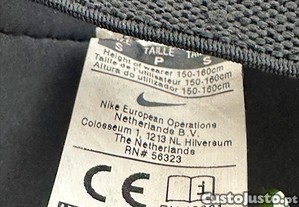 SIZE TAILLE
S P S
Height of wearer 150-160cm
Taille de l'utilisateur 150-160cm
Altura do utilizador 150-160cm
Nike European Operations
Netherlands B.V.
Colosseum 1, 1213 NL Hilversum
The Netherlands
RN# 56323
CE
CustoJusto.pt